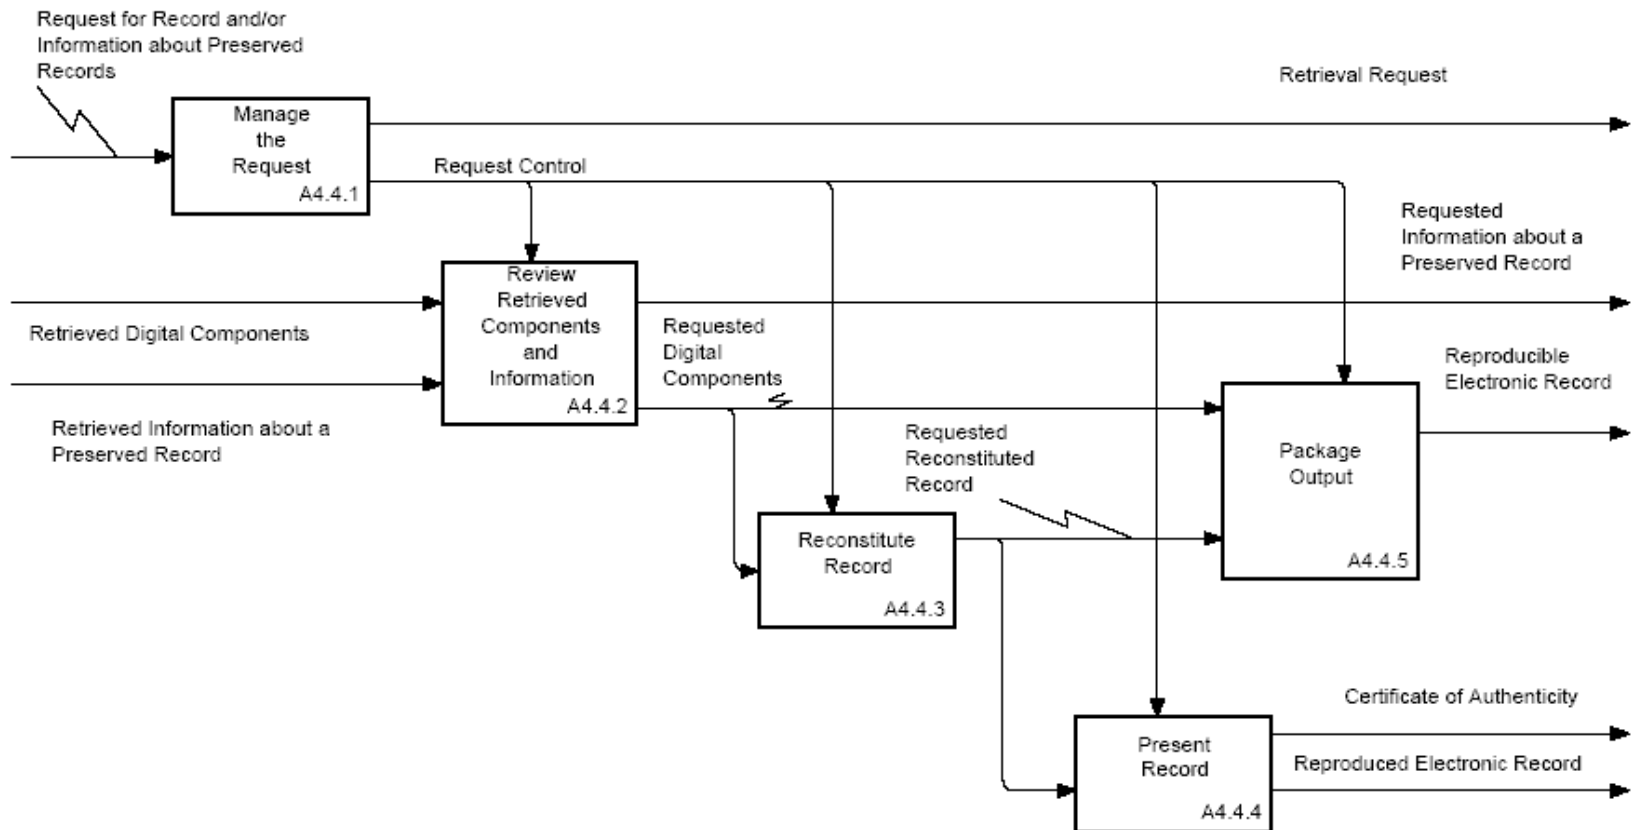 Request for Record and/or
Information about Preserved
Records
Retrieval Request
Manage
the
Request
A4.4.1
Request Control
Requested
Information about a
Preserved Record
Review
Retrieved
Components
and
Information
A4.4.2
Retrieved Digital Components
Requested
Digital
Components
Reproducible
Electronic Record
Retrieved Information about a
Preserved Record
Requested
Reconstituted
Record
Package
Output
A4.4.5
Reconstitute
Record
A4.4.3
Certificate of Authenticity
Present
Record
A4.4.4
Reproduced Electronic Record